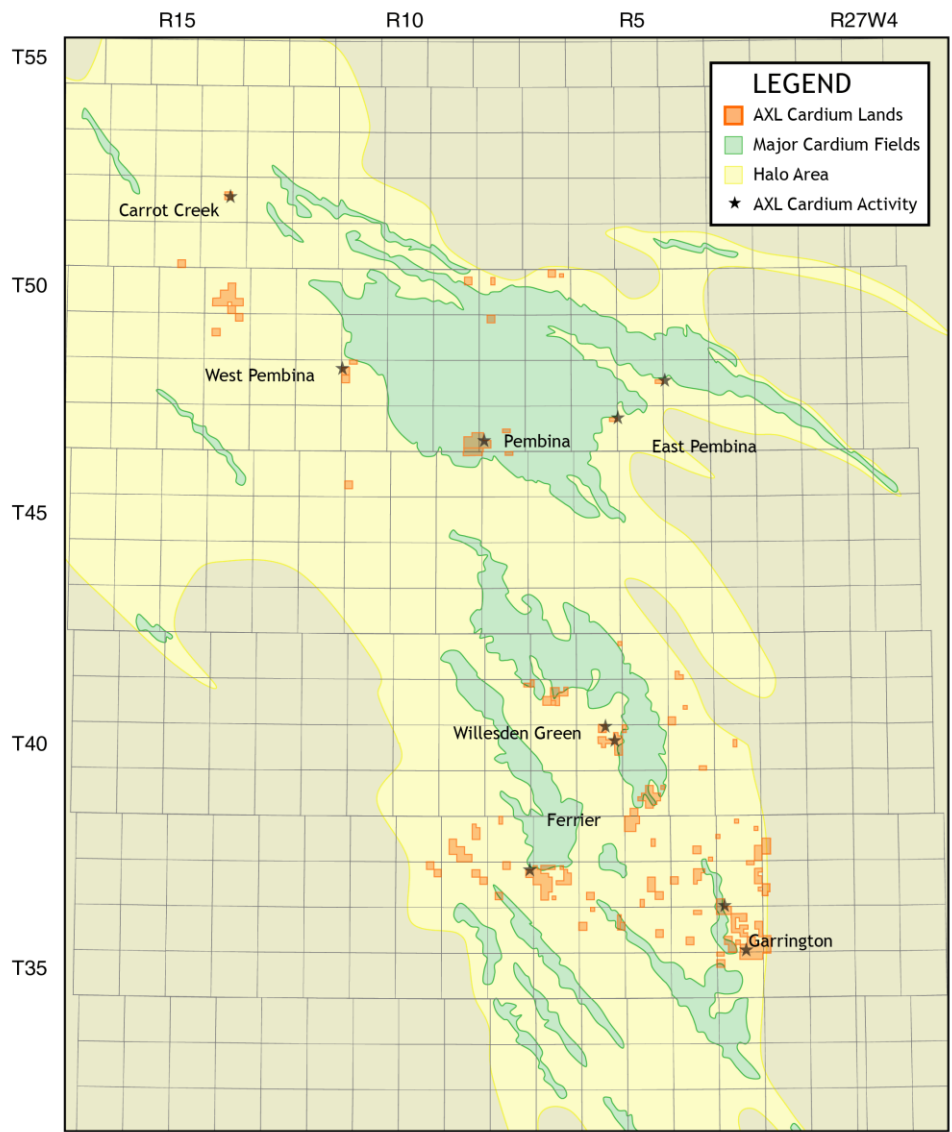 R15 R10 R5 R27W4
T55
LEGEND
AXL Cardium Lands
Major Cardium Fields
Halo Area
AXL Cardium Activity
Carrot Creek
T50
West Pembina
Pembina
East Pembina
T45
Willesden Green
T40
Ferrier
Garrington
T35